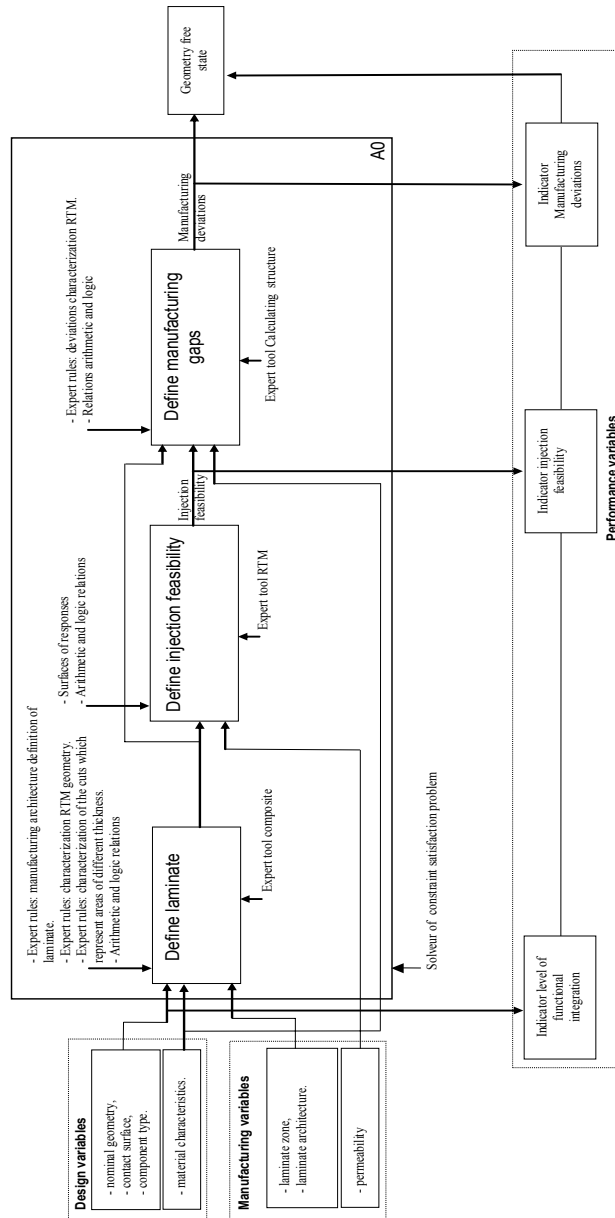 Design variables
- nominal geometry,
- contact surface,
- component type.
- material characteristics.
Manufacturing variables
- laminate zone,
- laminate architecture.
- permeability
- Expert rules: manufacturing architecture definition of
laminate.
- Expert rules: characterization RTM geometry.
- Expert rules: characterization of the cuts which
represent areas of different thickness.
- Arithmetic and logic relations
Define laminate
Expert tool composite
- Surfaces of responses
- Arithmetic and logic relations
Define injection feasibility
Expert tool RTM
Injection
feasibility
- Expert rules: deviations characterization RTM.
- Relations arithmetic and logic
Define manufacturing
gaps
Expert tool Calculating structure
Manufacturing
deviations
A0
Geometry free
state
Solveur of constraint satisfaction problem
Indicator level of
functional
integration
Indicator injection
feasibility
Indicator
Manufacturing
deviations
Performance variables